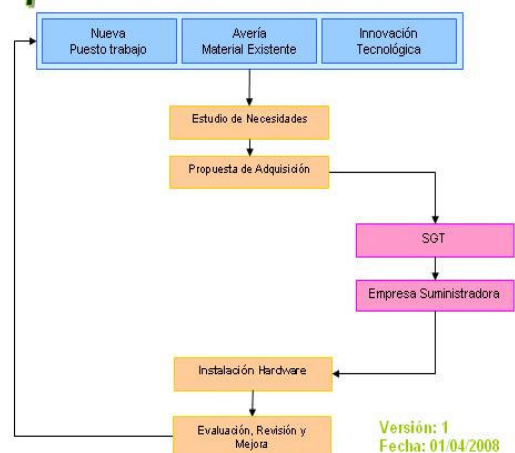 Nueva
Puesto trabajo
Avería
Material Existente
Innovación
Tecnológica
Estudio de Necesidades
Propuesta de Adquisición
SGT
Empresa Suministradora
Instalación Hardware
Evaluación, Revisión y
Mejora
Versión: 1
Fecha: 01/04/2008